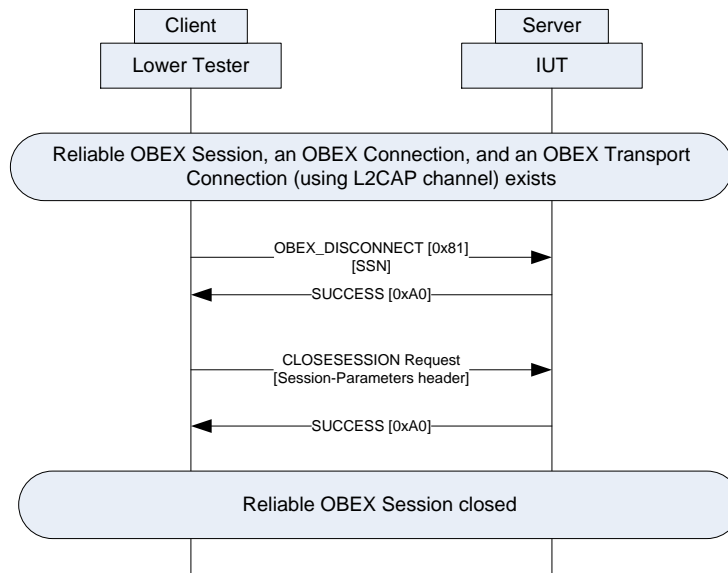 Client
Server
Lower Tester
IUT
Reliable OBEX Session, an OBEX Connection, and an OBEX Transport
Connection (using L2CAP channel) exists
OBEX_DISCONNECT [0x81]
[SSN]
SUCCESS [0xA0]
CLOSESESSION Request
[Session-Parameters header]
SUCCESS [0xA0]
Reliable OBEX Session closed